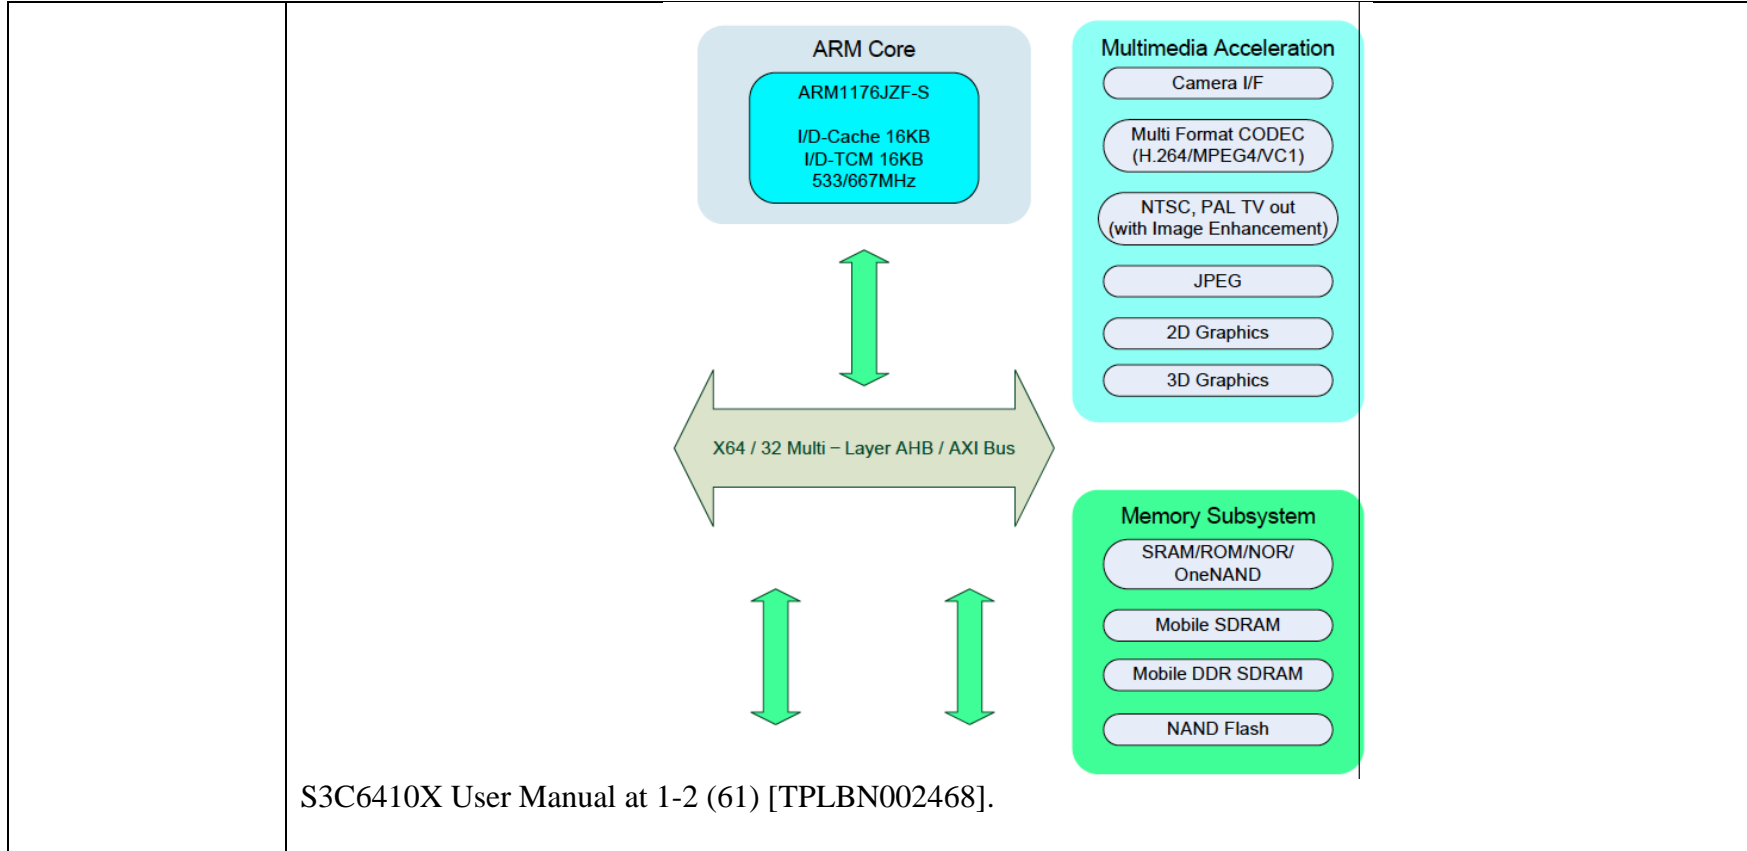 ARM Core
ARM1176JZF-S
I/D-Cache 16KB
I/D-TCM 16KB
533/667MHz
Multimedia Acceleration
Camera I/F
Multi Format CODEC
(H.264/MPEG4/VC1)
NTSC, PAL TV out
(with Image Enhancement)
JPEG
2D Graphics
3D Graphics
X64 / 32 Multi – Layer AHB / AXI Bus
Memory Subsystem
SRAM/ROM/NOR/
OneNAND
Mobile SDRAM
Mobile DDR SDRAM
NAND Flash
S3C6410X User Manual at 1-2 (61) [TPLBN002468].